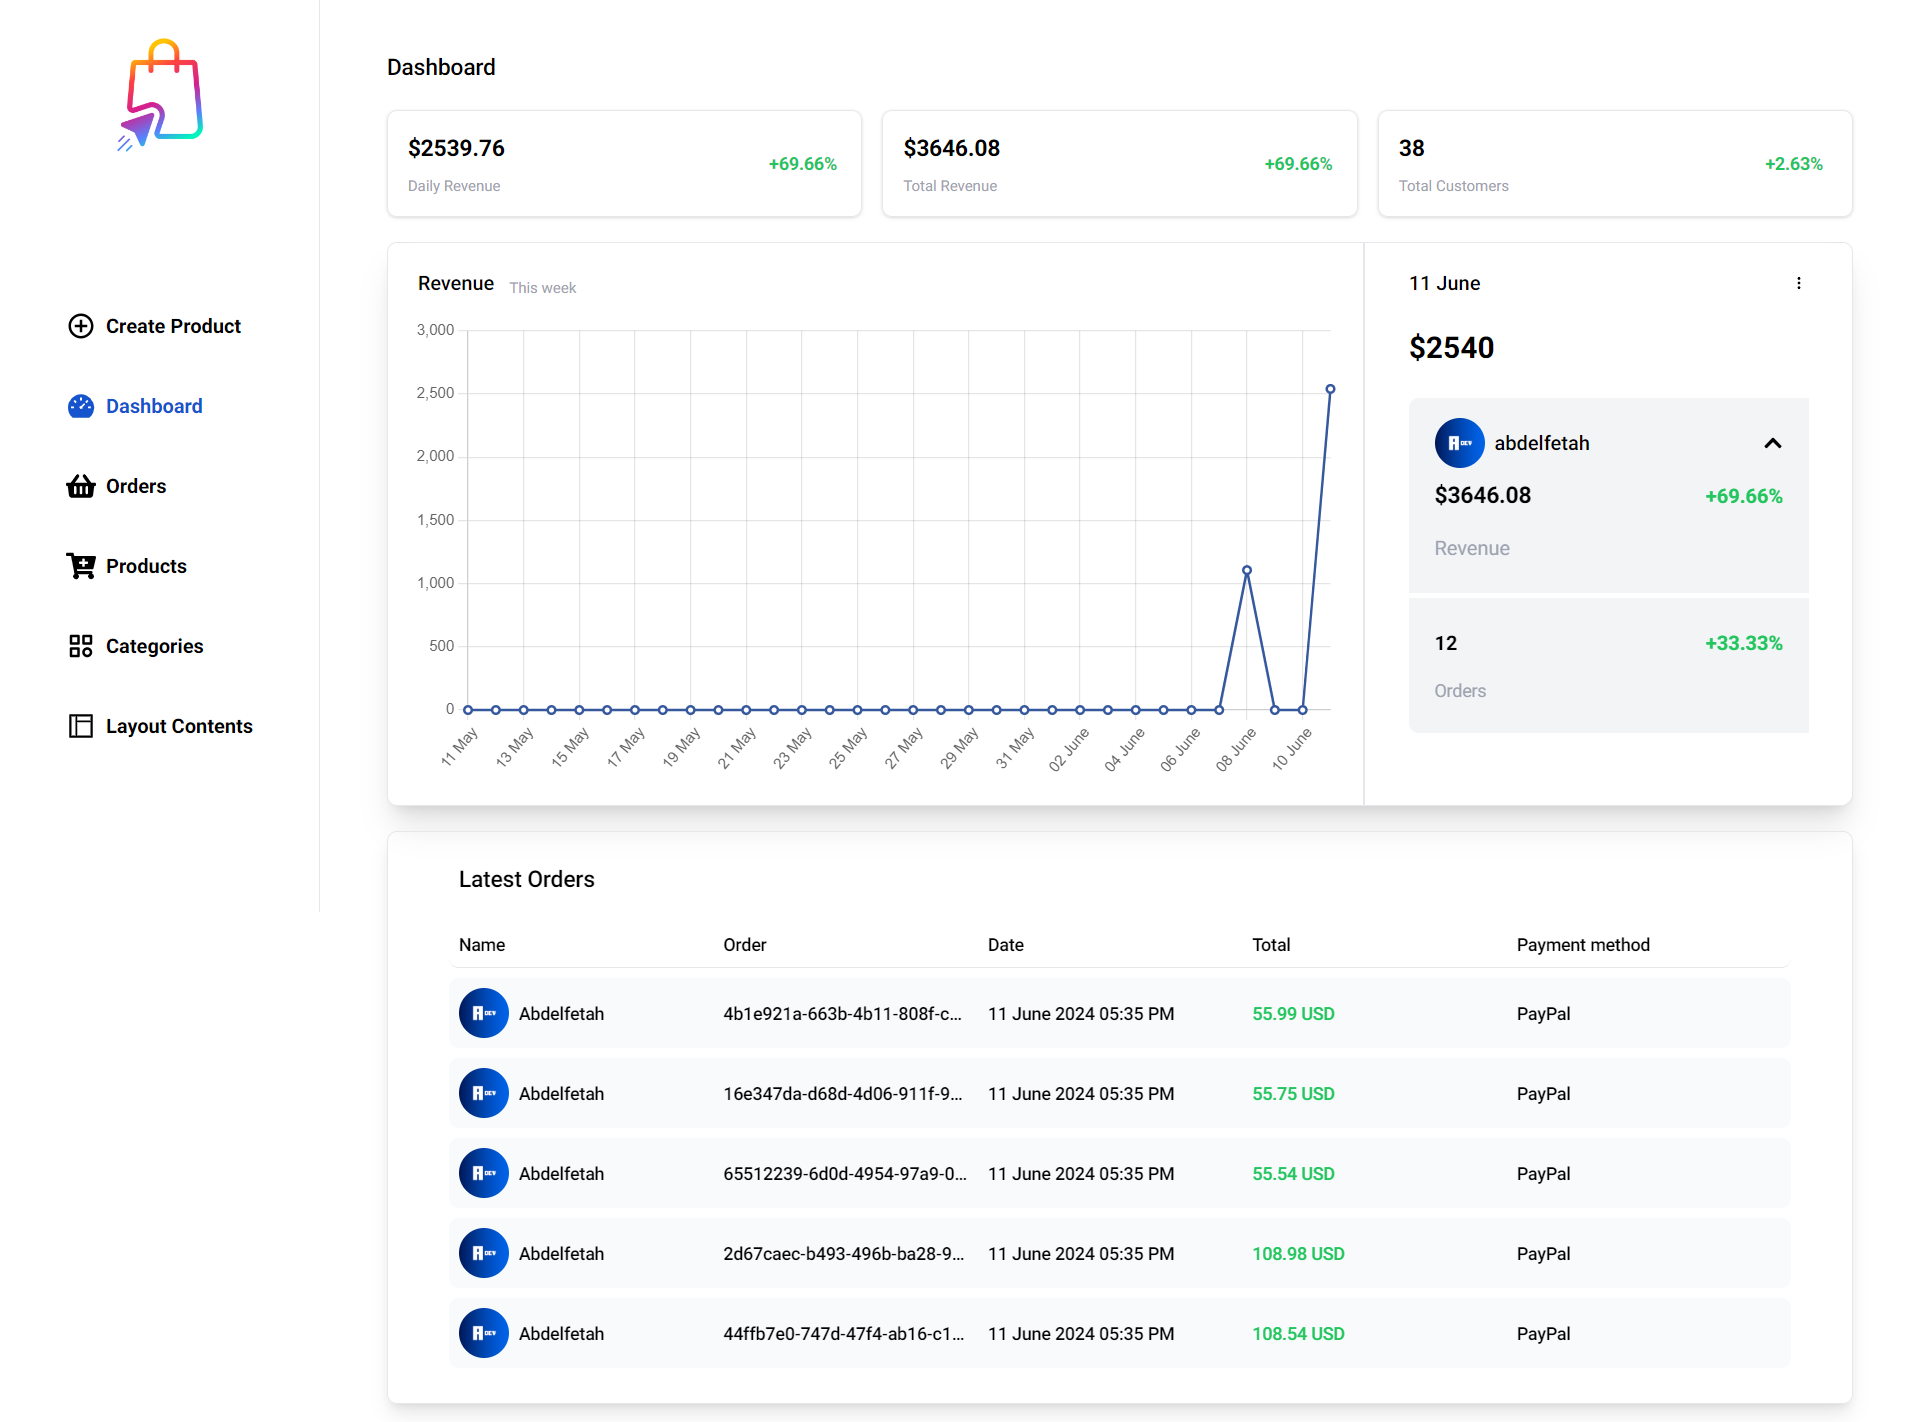 Dashboard
$2539.76
Daily Revenue
+69.66%
$3646.08
Total Revenue
+69.66%
38
Total Customers
+2.63%
Create Product
Dashboard
Orders
Products
Categories
Layout Contents
Revenue This week
3,000
2,500
2,000
1,500
1,000
500
0
11 May 13 May 15 May 17 May 19 May 21 May 23 May 25 May 27 May 29 May 31 May 02 June 04 June 06 June 08 June 10 June
11 June
$2540
A DEV abdelfetah
$3646.08 +69.66%
Revenue
12 +33.33%
Orders
Latest Orders
Name Order Date Total Payment method
A DEV Abdelfetah 4b1e921a-663b-4b11-808f-c... 11 June 2024 05:35 PM 55.99 USD PayPal
A DEV Abdelfetah 16e347da-d68d-4d06-911f-9... 11 June 2024 05:35 PM 55.75 USD PayPal
A DEV Abdelfetah 65512239-6d0d-4954-97a9-0... 11 June 2024 05:35 PM 55.54 USD PayPal
A DEV Abdelfetah 2d67caec-b493-496b-ba28-9... 11 June 2024 05:35 PM 108.98 USD PayPal
A DEV Abdelfetah 44ffb7e0-747d-47f4-ab16-c1... 11 June 2024 05:35 PM 108.54 USD PayPal